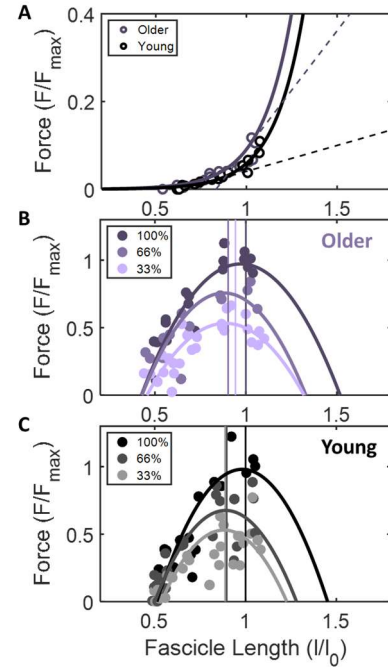 A
Older
Young
Force (F/F_max)
0.4
0.2
0
0.5
1
1.5
B
Older
100%
66%
33%
Force (F/F_max)
1
0.5
0
0.5
1
1.5
C
Young
100%
66%
33%
Force (F/F_max)
1
0.5
0
0.5
1
1.5
Fascicle Length (l/l_0)